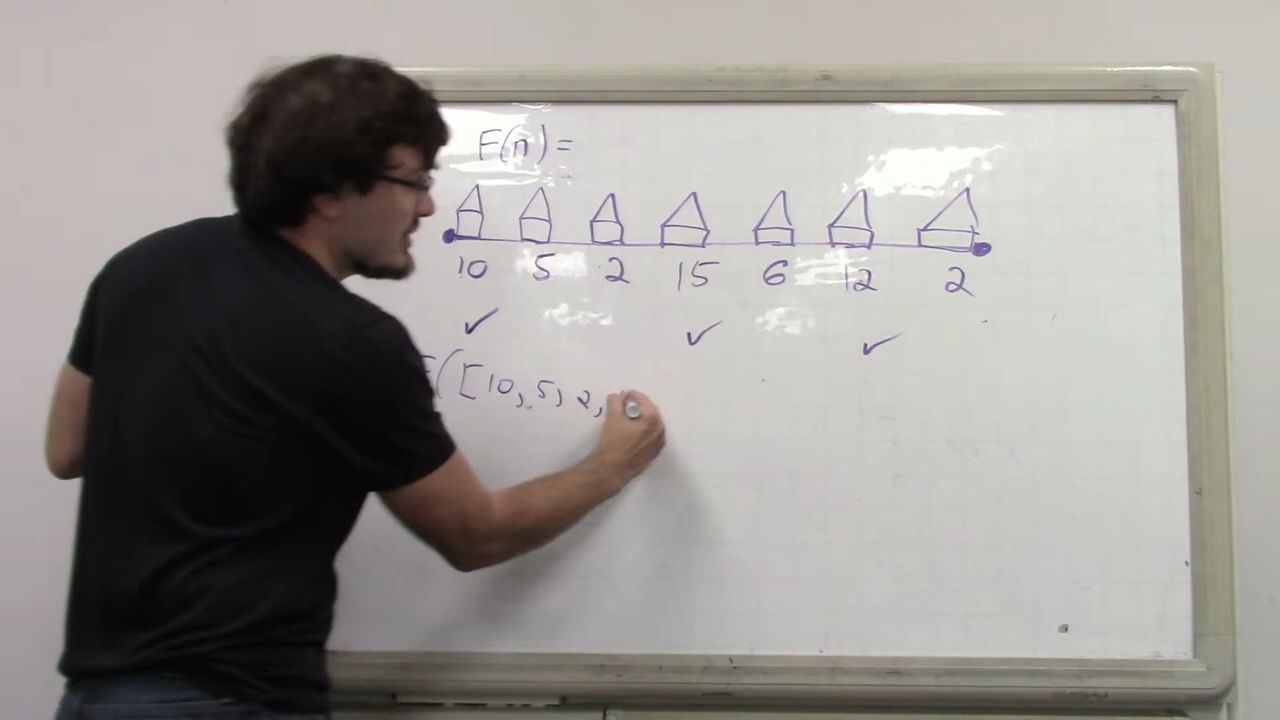 F(n) =
10 5 2 15 6 12 2
✓ ✓ ✓
F([10, 5, 2,